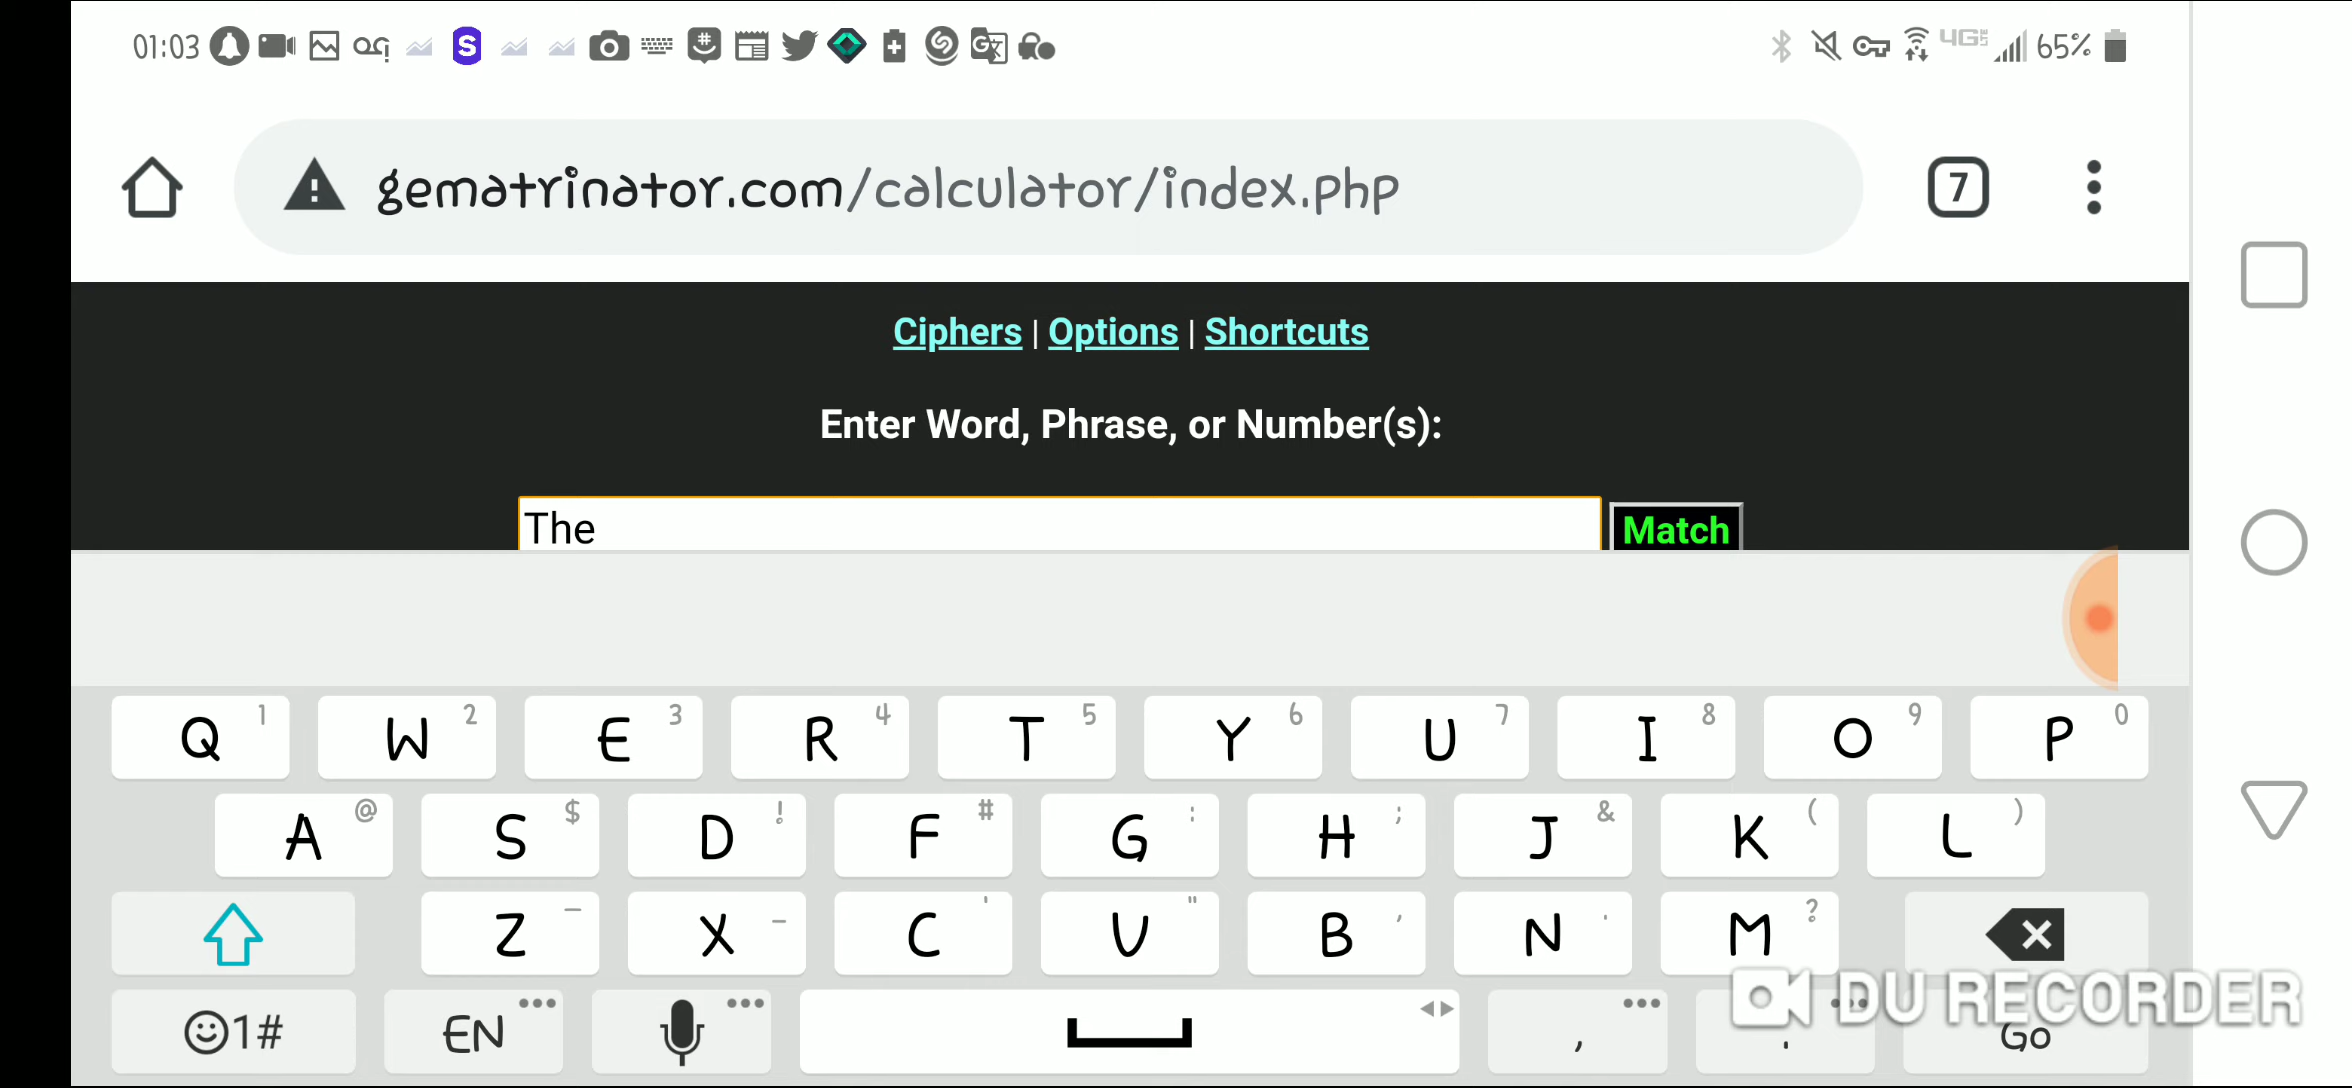 01:03 S 4G LTE 65%
gematrinator.com/calculator/index.php 7
Ciphers | Options | Shortcuts
Enter Word, Phrase, or Number(s):
The Match
Q 1 W 2 E 3 R 4 T 5 Y 6 U 7 I 8 O 9 P 0
A @ S $ D ! F # G : H ; J & K ( L )
Z — X - C ' V " B , N . M ?
DU RECORDER
1# EN , . Go